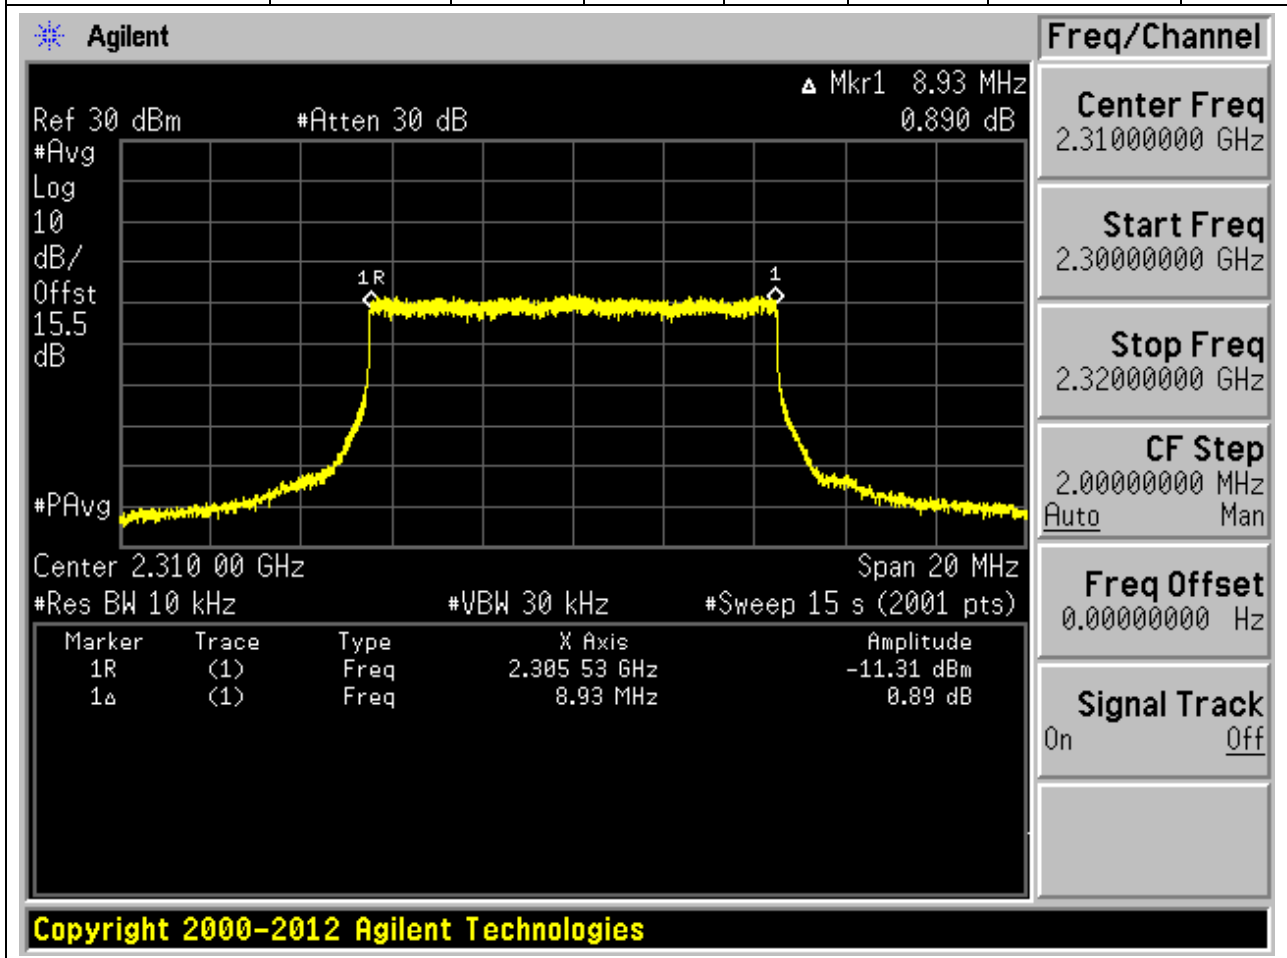 Agilent
Freq/Channel
Δ Mkr1 8.93 MHz
Ref 30 dBm #Atten 30 dB 0.890 dB
#Avg
Log
10
dB/
Offst
15.5
dB
1R
1
#PAvg
Center 2.310 00 GHz Span 20 MHz
#Res BW 10 kHz #VBW 30 kHz #Sweep 15 s (2001 pts)
Marker Trace Type X Axis Amplitude
1R (1) Freq 2.305 53 GHz -11.31 dBm
1Δ (1) Freq 8.93 MHz 0.89 dB
Center Freq
2.31000000 GHz
Start Freq
2.30000000 GHz
Stop Freq
2.32000000 GHz
CF Step
2.00000000 MHz
Auto Man
Freq Offset
0.00000000 Hz
Signal Track
On Off
Copyright 2000-2012 Agilent Technologies